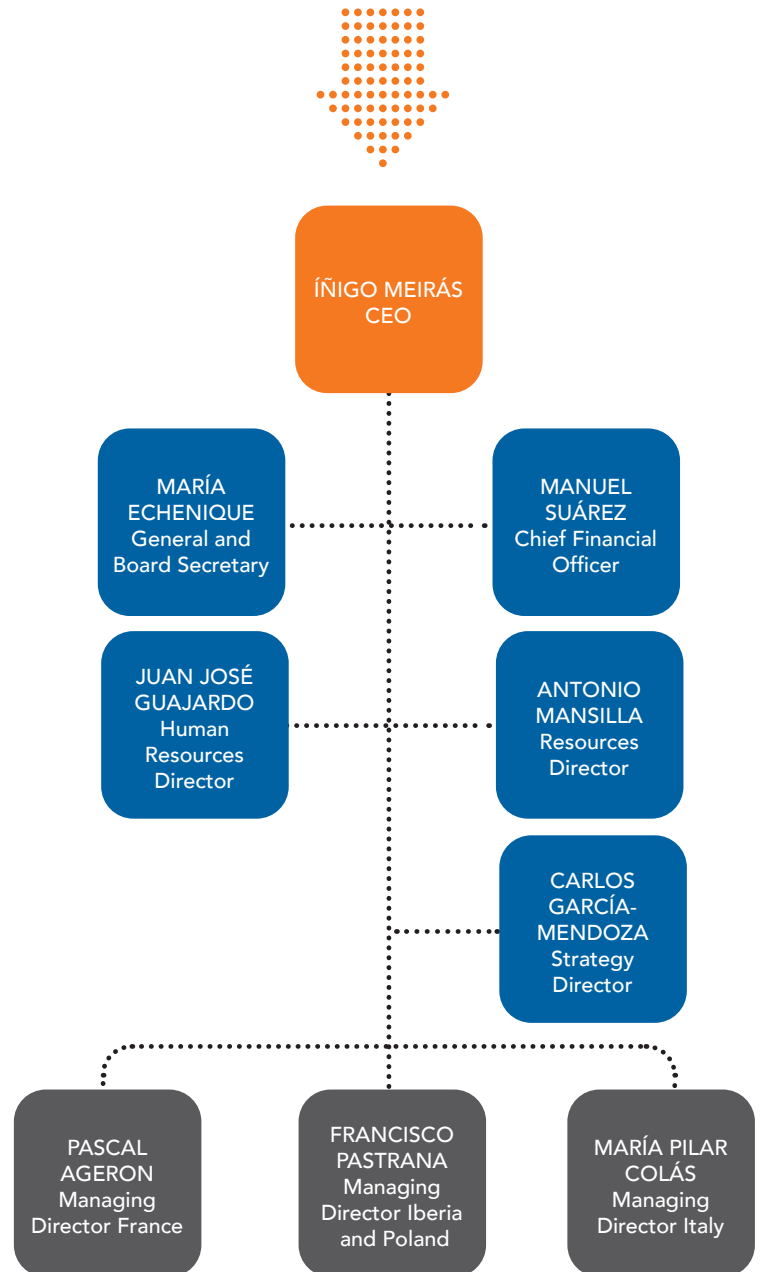 ÍÑIGO MEIRÁS
CEO
MARÍA
ECHENIQUE
General and
Board Secretary
MANUEL
SUÁREZ
Chief Financial
Officer
JUAN JOSÉ
GUAJARDO
Human
Resources
Director
ANTONIO
MANSILLA
Resources
Director
CARLOS
GARCÍA-
MENDOZA
Strategy
Director
PASCAL
AGERON
Managing
Director France
FRANCISCO
PASTRANA
Managing
Director Iberia
and Poland
MARÍA PILAR
COLÁS
Managing
Director Italy